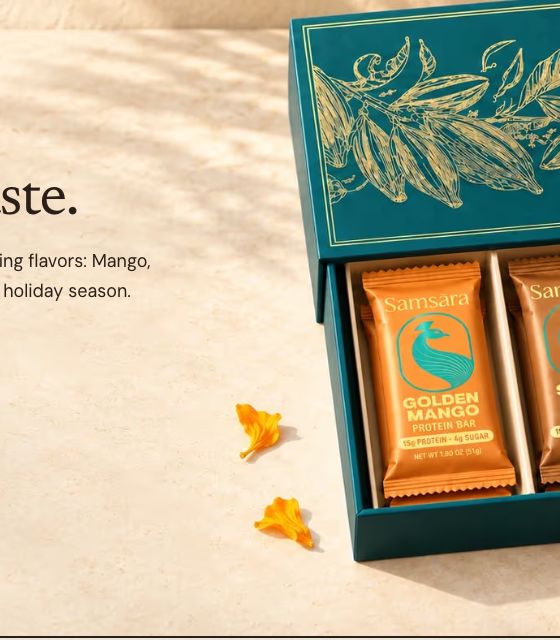 ste.
ing flavors: Mango,
holiday season.
Samsāra
GOLDEN
MANGO
PROTEIN BAR
15g PROTEIN - 4g SUGAR
NET WT 1.80 OZ (51g)
Sam